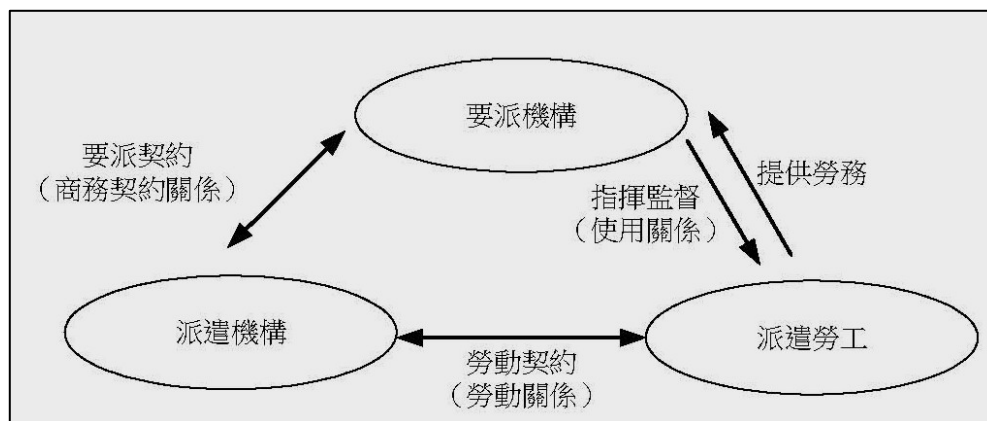 要派機構
要派契約
（商務契約關係）
提供勞務
指揮監督
（使用關係）
派遣機構
派遣勞工
勞動契約
（勞動關係）